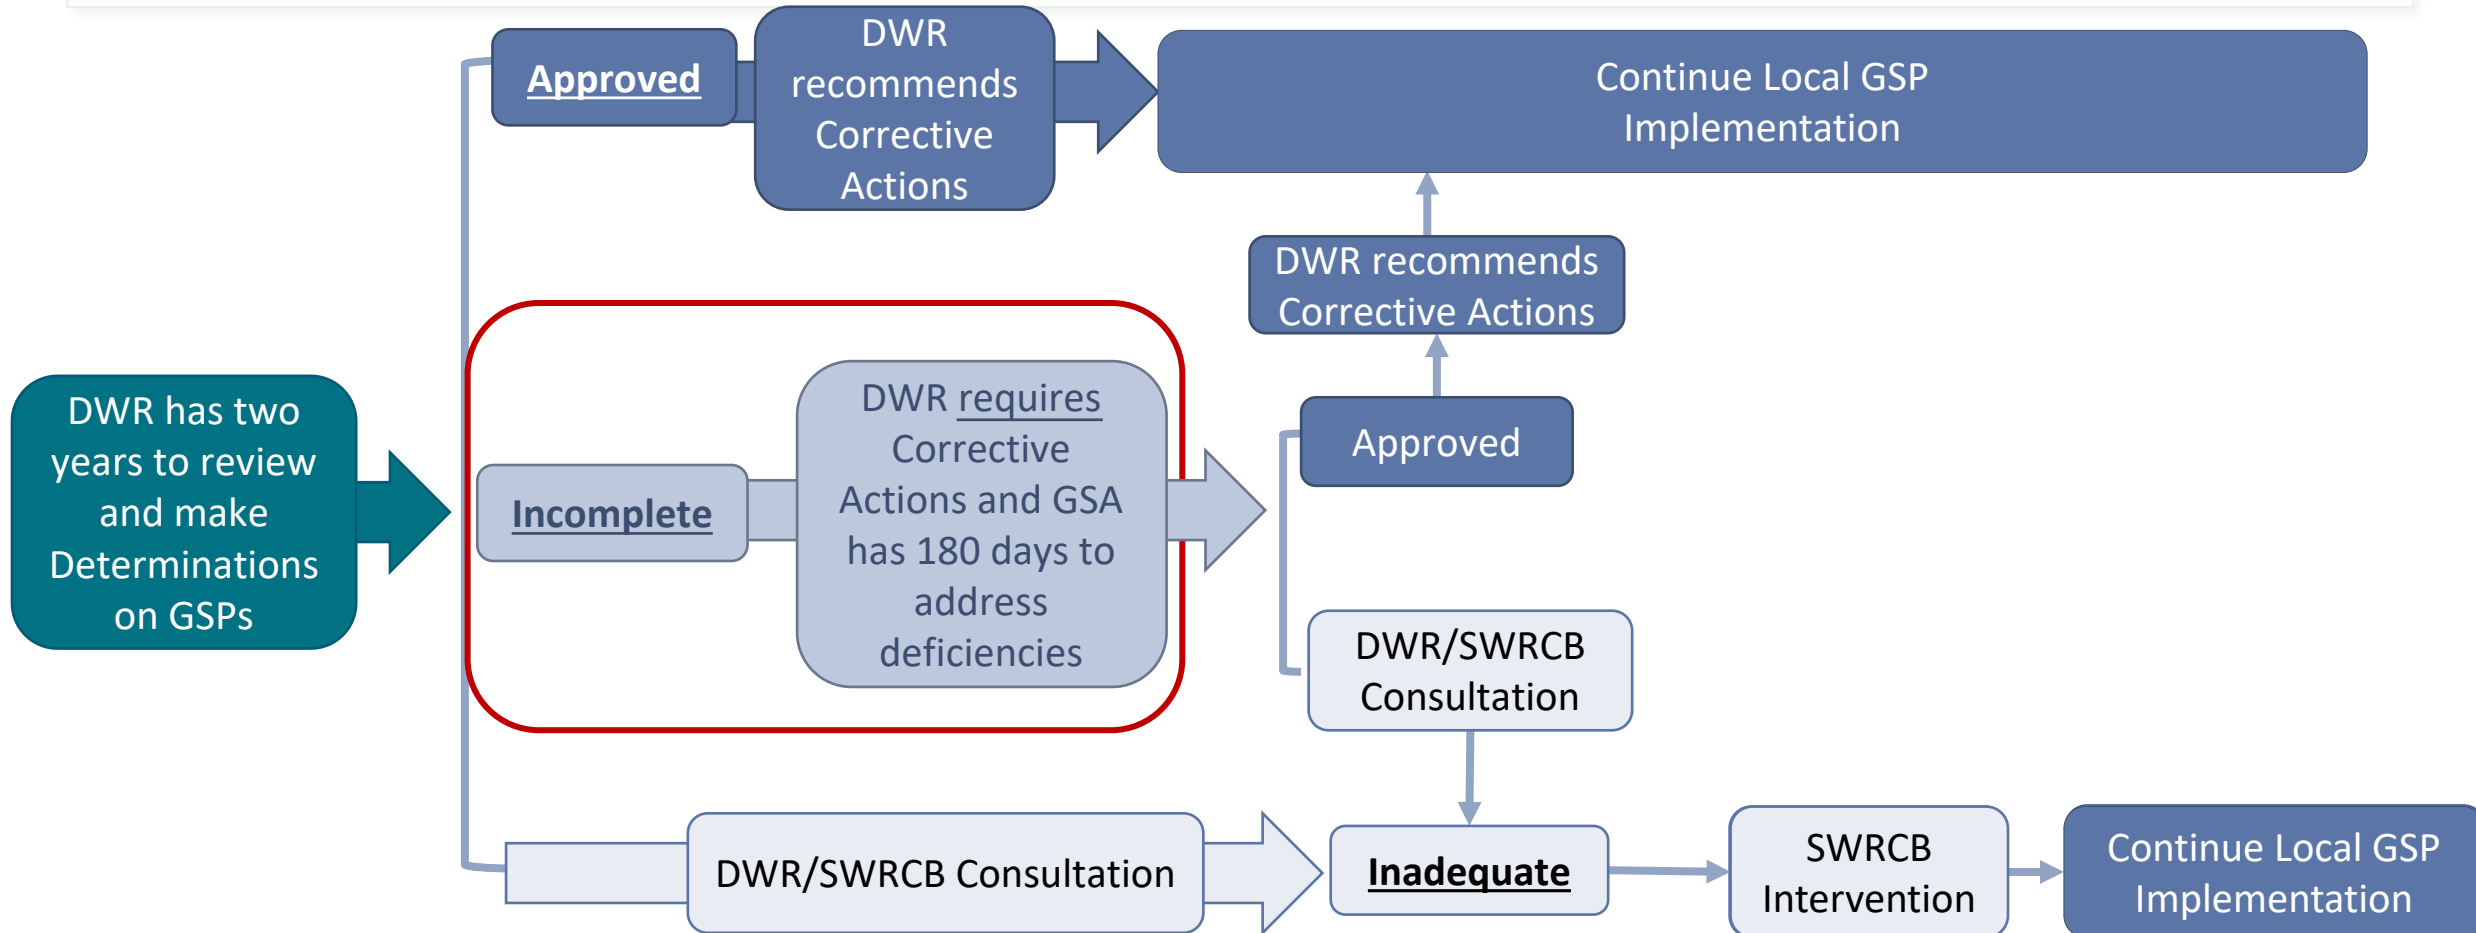 Approved
DWR
recommends
Corrective
Actions
Continue Local GSP
Implementation
DWR recommends
Corrective Actions
DWR has two
years to review
and make
Determinations
on GSPs
Incomplete
DWR requires
Corrective
Actions and GSA
has 180 days to
address
deficiencies
Approved
DWR/SWRCB
Consultation
DWR/SWRCB Consultation
Inadequate
SWRCB
Intervention
Continue Local GSP
Implementation